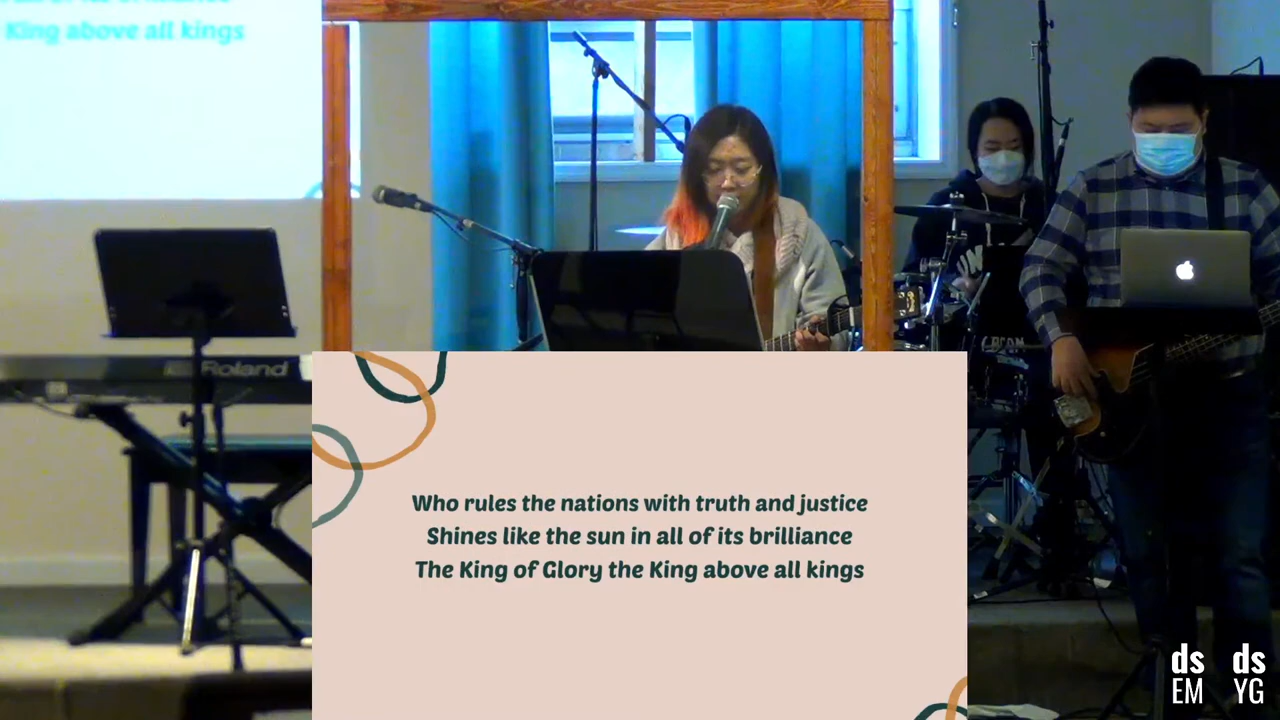 King above all kings
Roland
Who rules the nations with truth and justice
Shines like the sun in all of its brilliance
The King of Glory the King above all kings
ds ds
EM YG